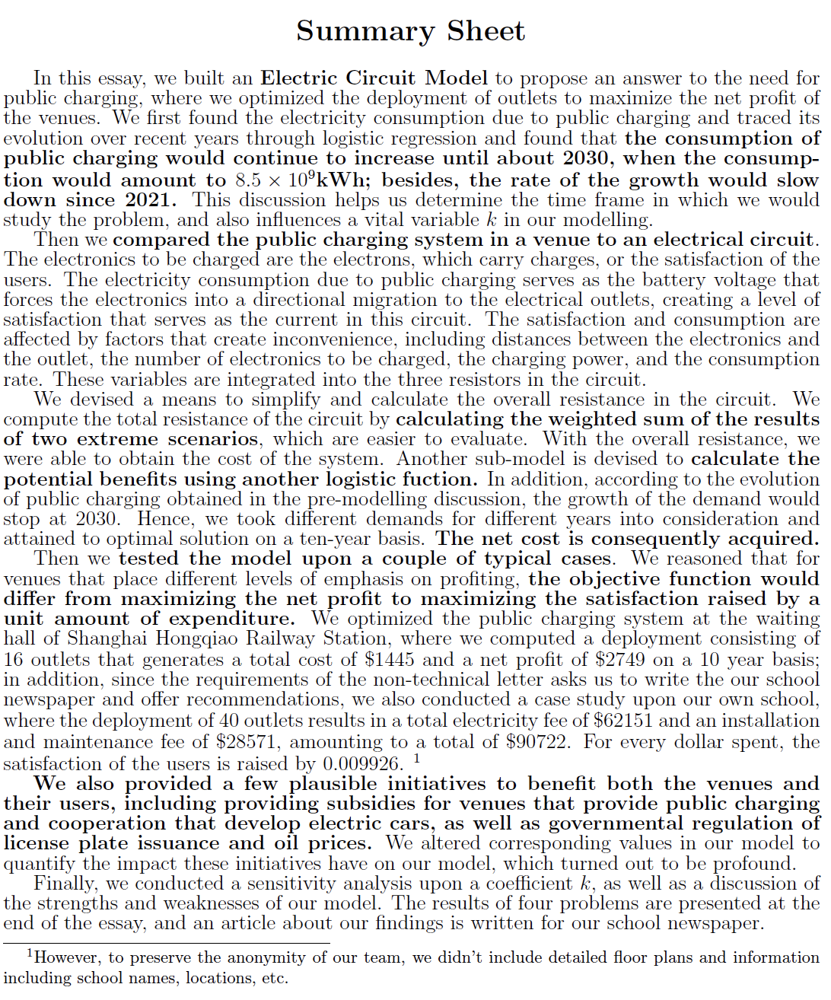 Summary Sheet
In this essay, we built an Electric Circuit Model to propose an answer to the need for
public charging, where we optimized the deployment of outlets to maximize the net profit of
the venues. We first found the electricity consumption due to public charging and traced its
evolution over recent years through logistic regression and found that the consumption of
public charging would continue to increase until about 2030, when the consump-
tion would amount to 8.5 × 10⁹kWh; besides, the rate of the growth would slow
down since 2021. This discussion helps us determine the time frame in which we would
study the problem, and also influences a vital variable k in our modelling.
Then we compared the public charging system in a venue to an electrical circuit.
The electronics to be charged are the electrons, which carry charges, or the satisfaction of the
users. The electricity consumption due to public charging serves as the battery voltage that
forces the electronics into a directional migration to the electrical outlets, creating a level of
satisfaction that serves as the current in this circuit. The satisfaction and consumption are
affected by factors that create inconvenience, including distances between the electronics and
the outlet, the number of electronics to be charged, the charging power, and the consumption
rate. These variables are integrated into the three resistors in the circuit.
We devised a means to simplify and calculate the overall resistance in the circuit. We
compute the total resistance of the circuit by calculating the weighted sum of the results
of two extreme scenarios, which are easier to evaluate. With the overall resistance, we
were able to obtain the cost of the system. Another sub-model is devised to calculate the
potential benefits using another logistic fuction. In addition, according to the evolution
of public charging obtained in the pre-modelling discussion, the growth of the demand would
stop at 2030. Hence, we took different demands for different years into consideration and
attained to optimal solution on a ten-year basis. The net cost is consequently acquired.
Then we tested the model upon a couple of typical cases. We reasoned that for
venues that place different levels of emphasis on profiting, the objective function would
differ from maximizing the net profit to maximizing the satisfaction raised by a
unit amount of expenditure. We optimized the public charging system at the waiting
hall of Shanghai Hongqiao Railway Station, where we computed a deployment consisting of
16 outlets that generates a total cost of $1445 and a net profit of $2749 on a 10 year basis;
in addition, since the requirements of the non-technical letter asks us to write the our school
newspaper and offer recommendations, we also conducted a case study upon our own school,
where the deployment of 40 outlets results in a total electricity fee of $62151 and an installation
and maintenance fee of $28571, amounting to a total of $90722. For every dollar spent, the
satisfaction of the users is raised by 0.009926. ¹
We also provided a few plausible initiatives to benefit both the venues and
their users, including providing subsidies for venues that provide public charging
and cooperation that develop electric cars, as well as governmental regulation of
license plate issuance and oil prices. We altered corresponding values in our model to
quantify the impact these initiatives have on our model, which turned out to be profound.
Finally, we conducted a sensitivity analysis upon a coefficient k, as well as a discussion of
the strengths and weaknesses of our model. The results of four problems are presented at the
end of the essay, and an article about our findings is written for our school newspaper.
¹However, to preserve the anonymity of our team, we didn't include detailed floor plans and information
including school names, locations, etc.